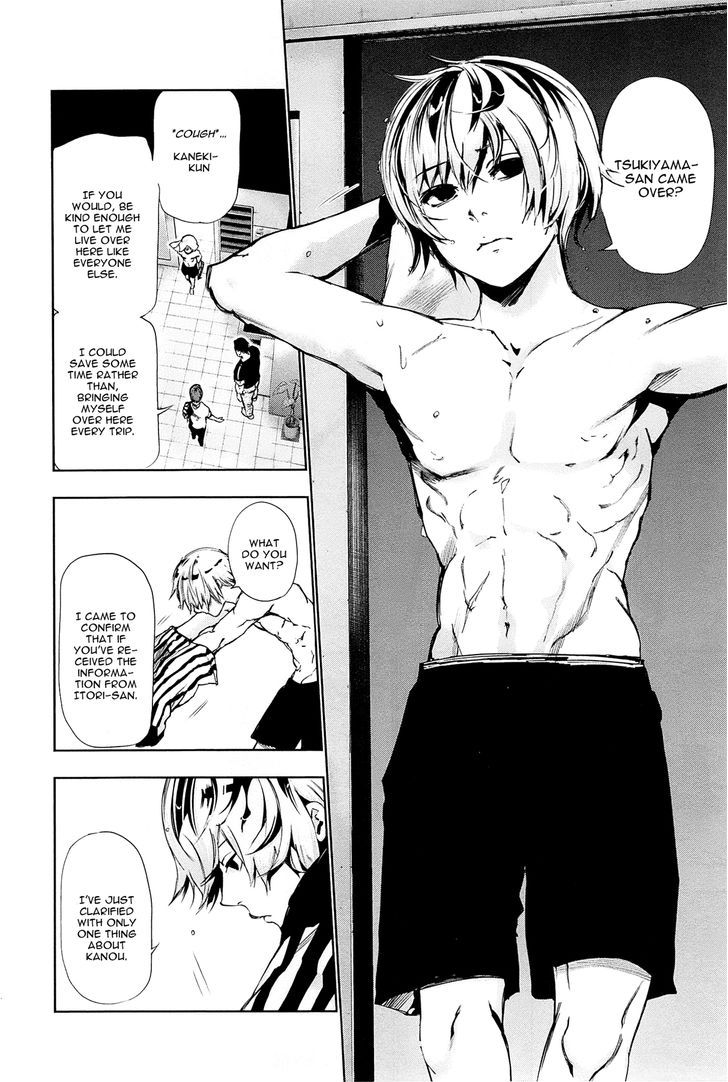 TSUKIYAMA-
SAN CAME
OVER?
*COUGH*...
KANEKI-
KUN
IF YOU
WOULD, BE
KIND ENOUGH
TO LET ME
LIVE OVER
HERE LIKE
EVERYONE
ELSE.
I COULD
SAVE SOME
TIME RATHER
THAN,
BRINGING
MYSELF
OVER HERE
EVERY TRIP.
WHAT
DO YOU
WANT?
I CAME TO
CONFIRM
THAT IF
YOU'VE RE-
CEIVED THE
INFORMA-
TION FROM
ITORI-SAN.
I'VE JUST
CLARIFIED
WITH ONLY
ONE THING
ABOUT
KANOU.